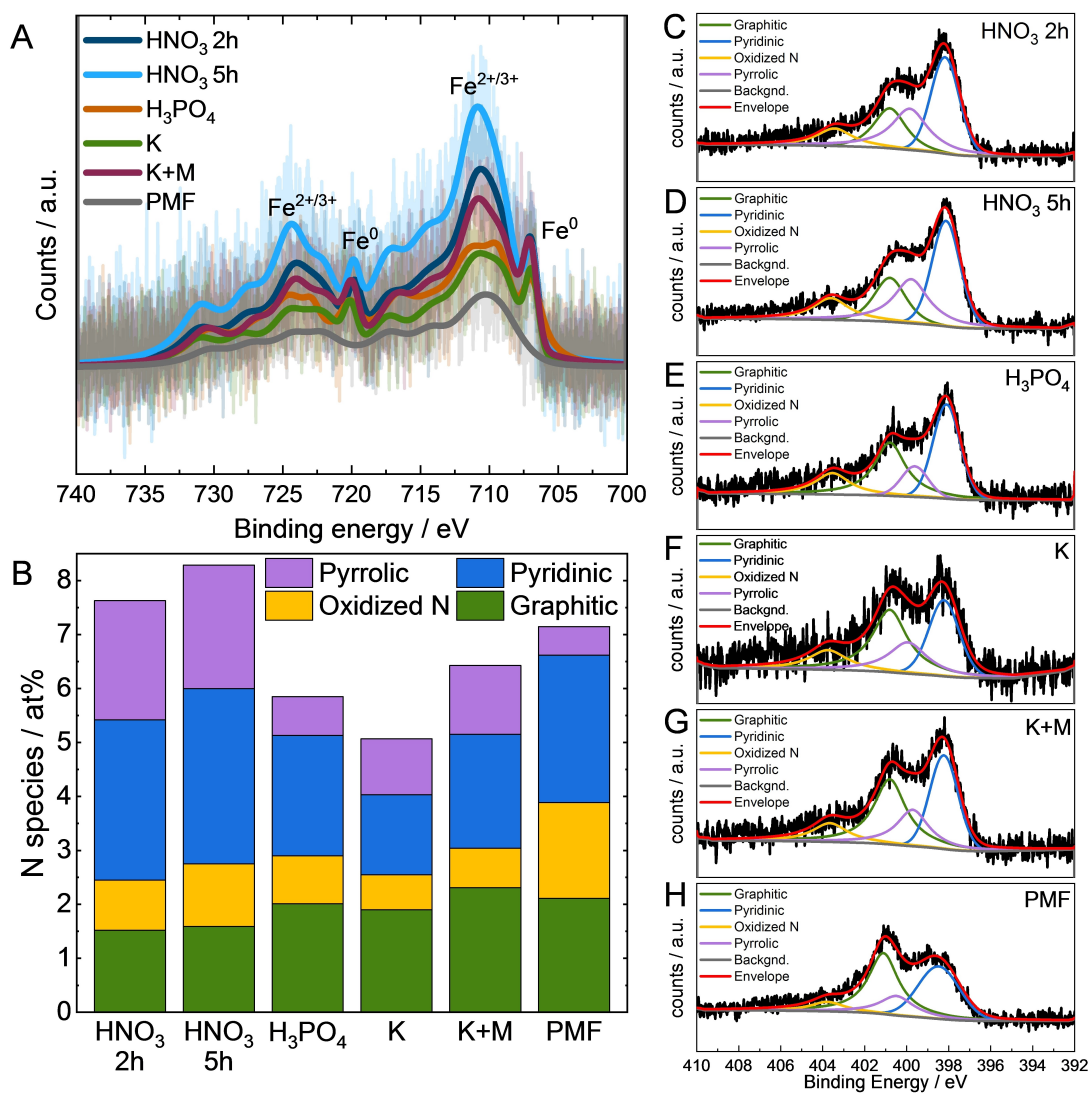 A
HNO3 2h
HNO3 5h
H3PO4
K
K+M
PMF
Fe2+/3+
Fe2+/3+
Fe0
Fe0
Counts / a.u.
740 735 730 725 720 715 710 705 700
Binding energy / eV
B
Pyrrolic Pyridinic
Oxidized N Graphitic
N species / at%
8
7
6
5
4
3
2
1
0
HNO3 2h
HNO3 5h
H3PO4
K
K+M
PMF
C
HNO3 2h
Graphitic
Pyridinic
Oxidized N
Pyrrolic
Backgnd.
Envelope
counts / a.u.
D
HNO3 5h
Graphitic
Pyridinic
Oxidized N
Pyrrolic
Backgnd.
Envelope
counts / a.u.
E
H3PO4
Graphitic
Pyridinic
Oxidized N
Pyrrolic
Backgnd.
Envelope
counts / a.u.
F
K
Graphitic
Pyridinic
Oxidized N
Pyrrolic
Backgnd.
Envelope
counts / a.u.
G
K+M
Graphitic
Pyridinic
Oxidized N
Pyrrolic
Backgnd.
Envelope
counts / a.u.
H
PMF
Graphitic
Pyridinic
Oxidized N
Pyrrolic
Backgnd.
Envelope
counts / a.u.
410 408 406 404 402 400 398 396 394 392
Binding Energy / eV